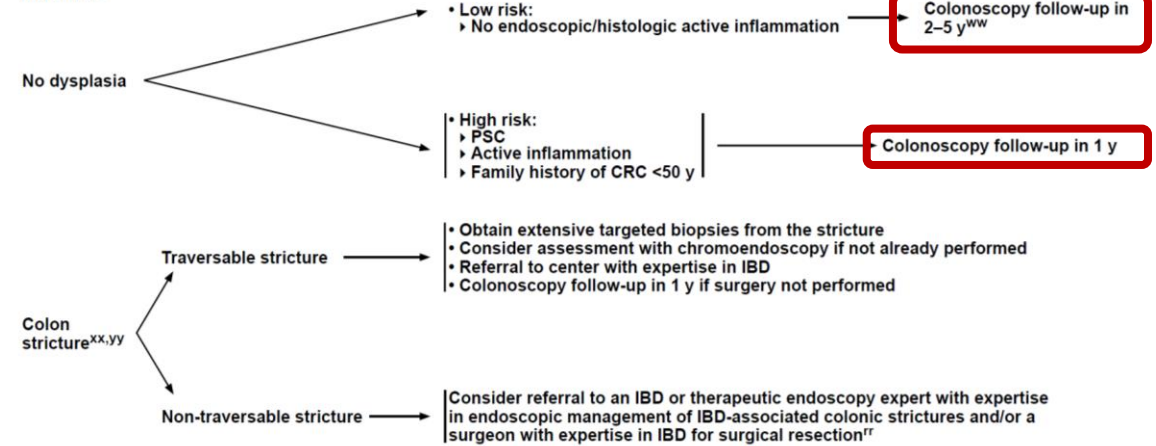 • Low risk:
‣ No endoscopic/histologic active inflammation
Colonoscopy follow-up in
2–5 yww
No dysplasia
• High risk:
‣ PSC
‣ Active inflammation
‣ Family history of CRC <50 y
Colonoscopy follow-up in 1 y
Traversable stricture
• Obtain extensive targeted biopsies from the stricture
• Consider assessment with chromoendoscopy if not already performed
• Referral to center with expertise in IBD
• Colonoscopy follow-up in 1 y if surgery not performed
Colon
stricturexx,yy
Non-traversable stricture
Consider referral to an IBD or therapeutic endoscopy expert with expertise
in endoscopic management of IBD-associated colonic strictures and/or a
surgeon with expertise in IBD for surgical resectionrr